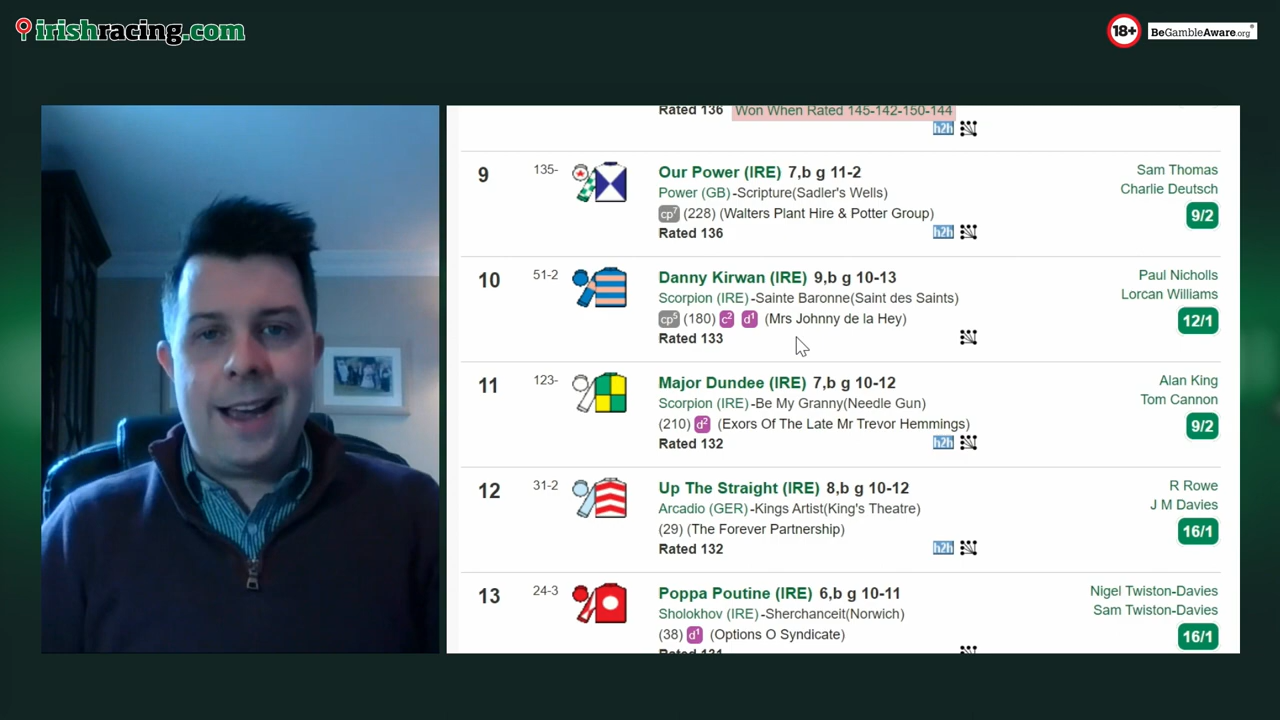 irishracing.com
18+
BeGambleAware.org®
Rated 136 Won When Rated 145-142-150-144
h2h
9 135- Our Power (IRE) 7,b g 11-2 Sam Thomas
Power (GB)-Scripture(Sadler's Wells) Charlie Deutsch
cp7 (228) (Walters Plant Hire & Potter Group) 9/2
Rated 136 h2h
10 51-2 Danny Kirwan (IRE) 9,b g 10-13 Paul Nicholls
Scorpion (IRE)-Sainte Baronne(Saint des Saints) Lorcan Williams
cp5 (180) c2 d1 (Mrs Johnny de la Hey) 12/1
Rated 133
11 123- Major Dundee (IRE) 7,b g 10-12 Alan King
Scorpion (IRE)-Be My Granny(Needle Gun) Tom Cannon
(210) d2 (Exors Of The Late Mr Trevor Hemmings) 9/2
Rated 132 h2h
12 31-2 Up The Straight (IRE) 8,b g 10-12 R Rowe
Arcadio (GER)-Kings Artist(King's Theatre) J M Davies
(29) (The Forever Partnership) 16/1
Rated 132 h2h
13 24-3 Poppa Poutine (IRE) 6,b g 10-11 Nigel Twiston-Davies
Sholokhov (IRE)-Sherchanceit(Norwich) Sam Twiston-Davies
(38) d1 (Options O Syndicate) 16/1
Rated 131